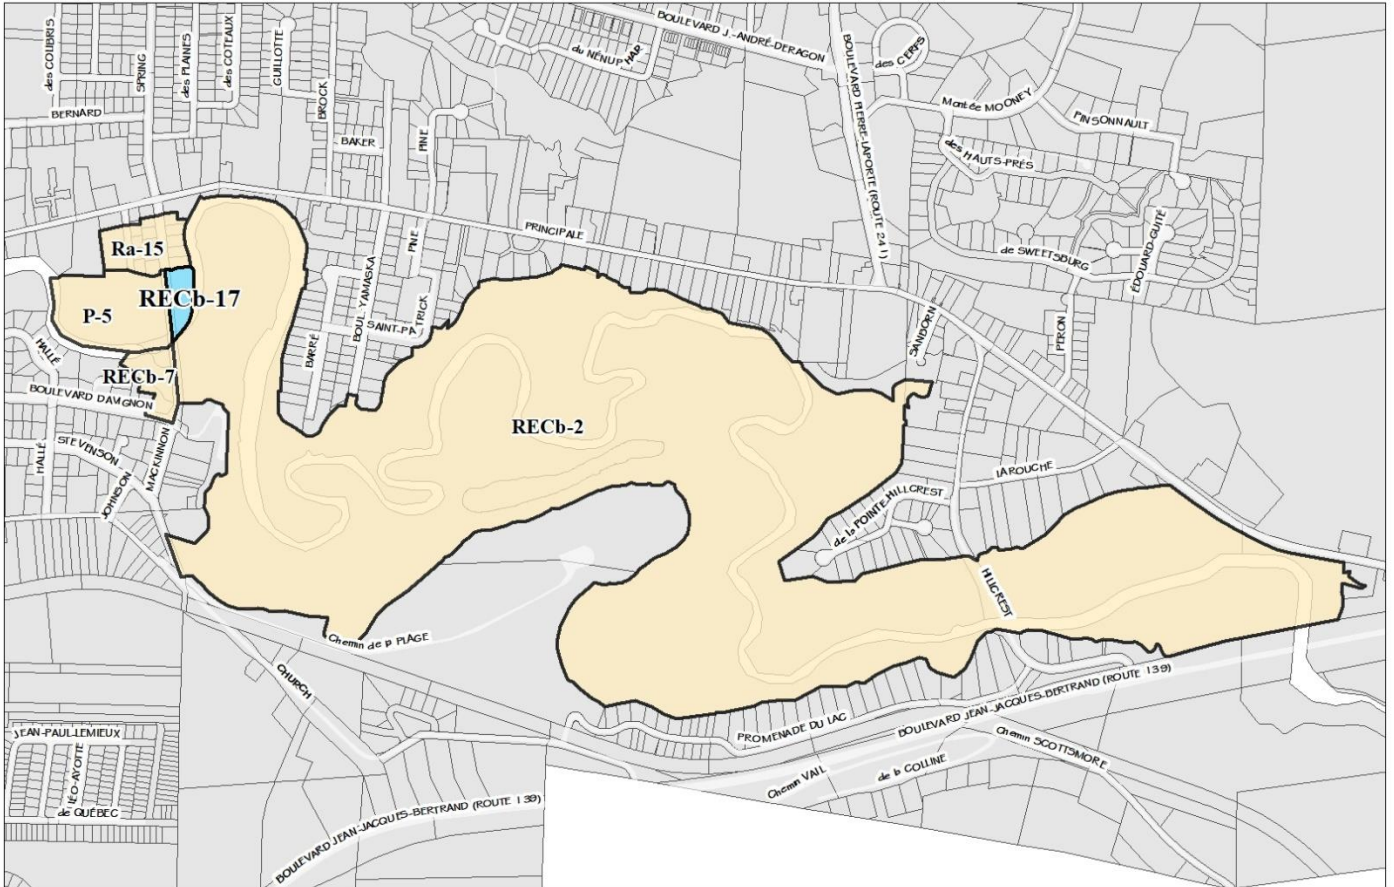 des COLIBRIS
SPRING
des PLAINES
des COTEAUX
GUILLOTTE
BROCK
BERNARD
BAKER
PINE
du NÉNUPHAR
BOULEVARD J.-ANDRÉ-DERAGON
BOULEVARD PIERRE-LAPORTE (ROUTE 241)
des CERFS
Montée MOONEY
PINSONNAULT
des HAUTS-PRÉS
ÉDOUARD-GUITÉ
de SWEETSBURG
PRINCIPALE
PINE
Ra-15
RECb-17
P-5
RECb-7
HALLÉ
BOULEVARD DAVIGNON
HALLÉ
STEVENSON
JOHNSON
MACKINNON
BARRÉ
BOUL. YAMASKA
SAINT-PATRICK
RECb-2
SANBORN
PERON
LAROUCHE
de la POINTE-HILLCREST
HILLCREST
Chemin de la PLAGE
CHURCH
PROMENADE DU LAC
BOULEVARD JEAN-JACQUES-BERTRAND (ROUTE 139)
Chemin SCOTTSMORE
Chemin VAIL
de la COLLINE
JEAN-PAUL-LEMIEUX
LÉO-AYOTTE
de QUÉBEC
BOULEVARD JEAN-JACQUES-BERTRAND (ROUTE 139)